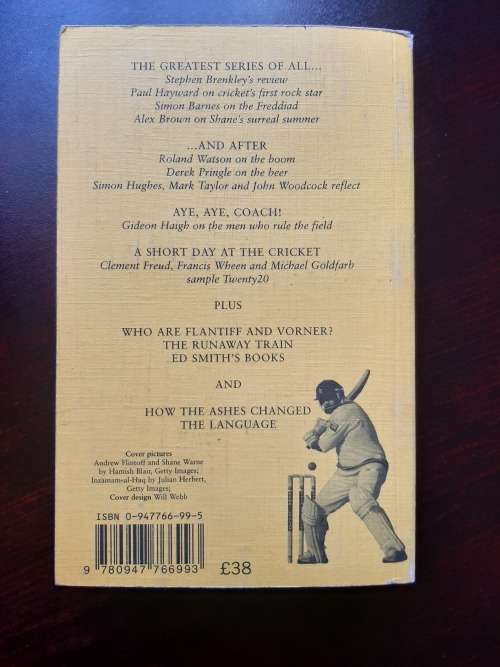 THE GREATEST SERIES OF ALL...
Stephen Brenkley's review
Paul Hayward on cricket's first rock star
Simon Barnes on the Freddiad
Alex Brown on Shane's surreal summer
...AND AFTER
Roland Watson on the boom
Derek Pringle on the beer
Simon Hughes, Mark Taylor and John Woodcock reflect
AYE, AYE, COACH!
Gideon Haigh on the men who rule the field
A SHORT DAY AT THE CRICKET
Clement Freud, Francis Wheen and Michael Goldfarb
sample Twenty20
PLUS
WHO ARE FLANTIFF AND VORNER?
THE RUNAWAY TRAIN
ED SMITH'S BOOKS
AND
HOW THE ASHES CHANGED
THE LANGUAGE
Cover pictures
Andrew Flintoff and Shane Warne
by Hamish Blair, Getty Images;
Inzamam-ul-Haq by Julian Herbert,
Getty Images;
Cover design Will Webb
ISBN 0-947766-99-5
9 780947 766993
£38